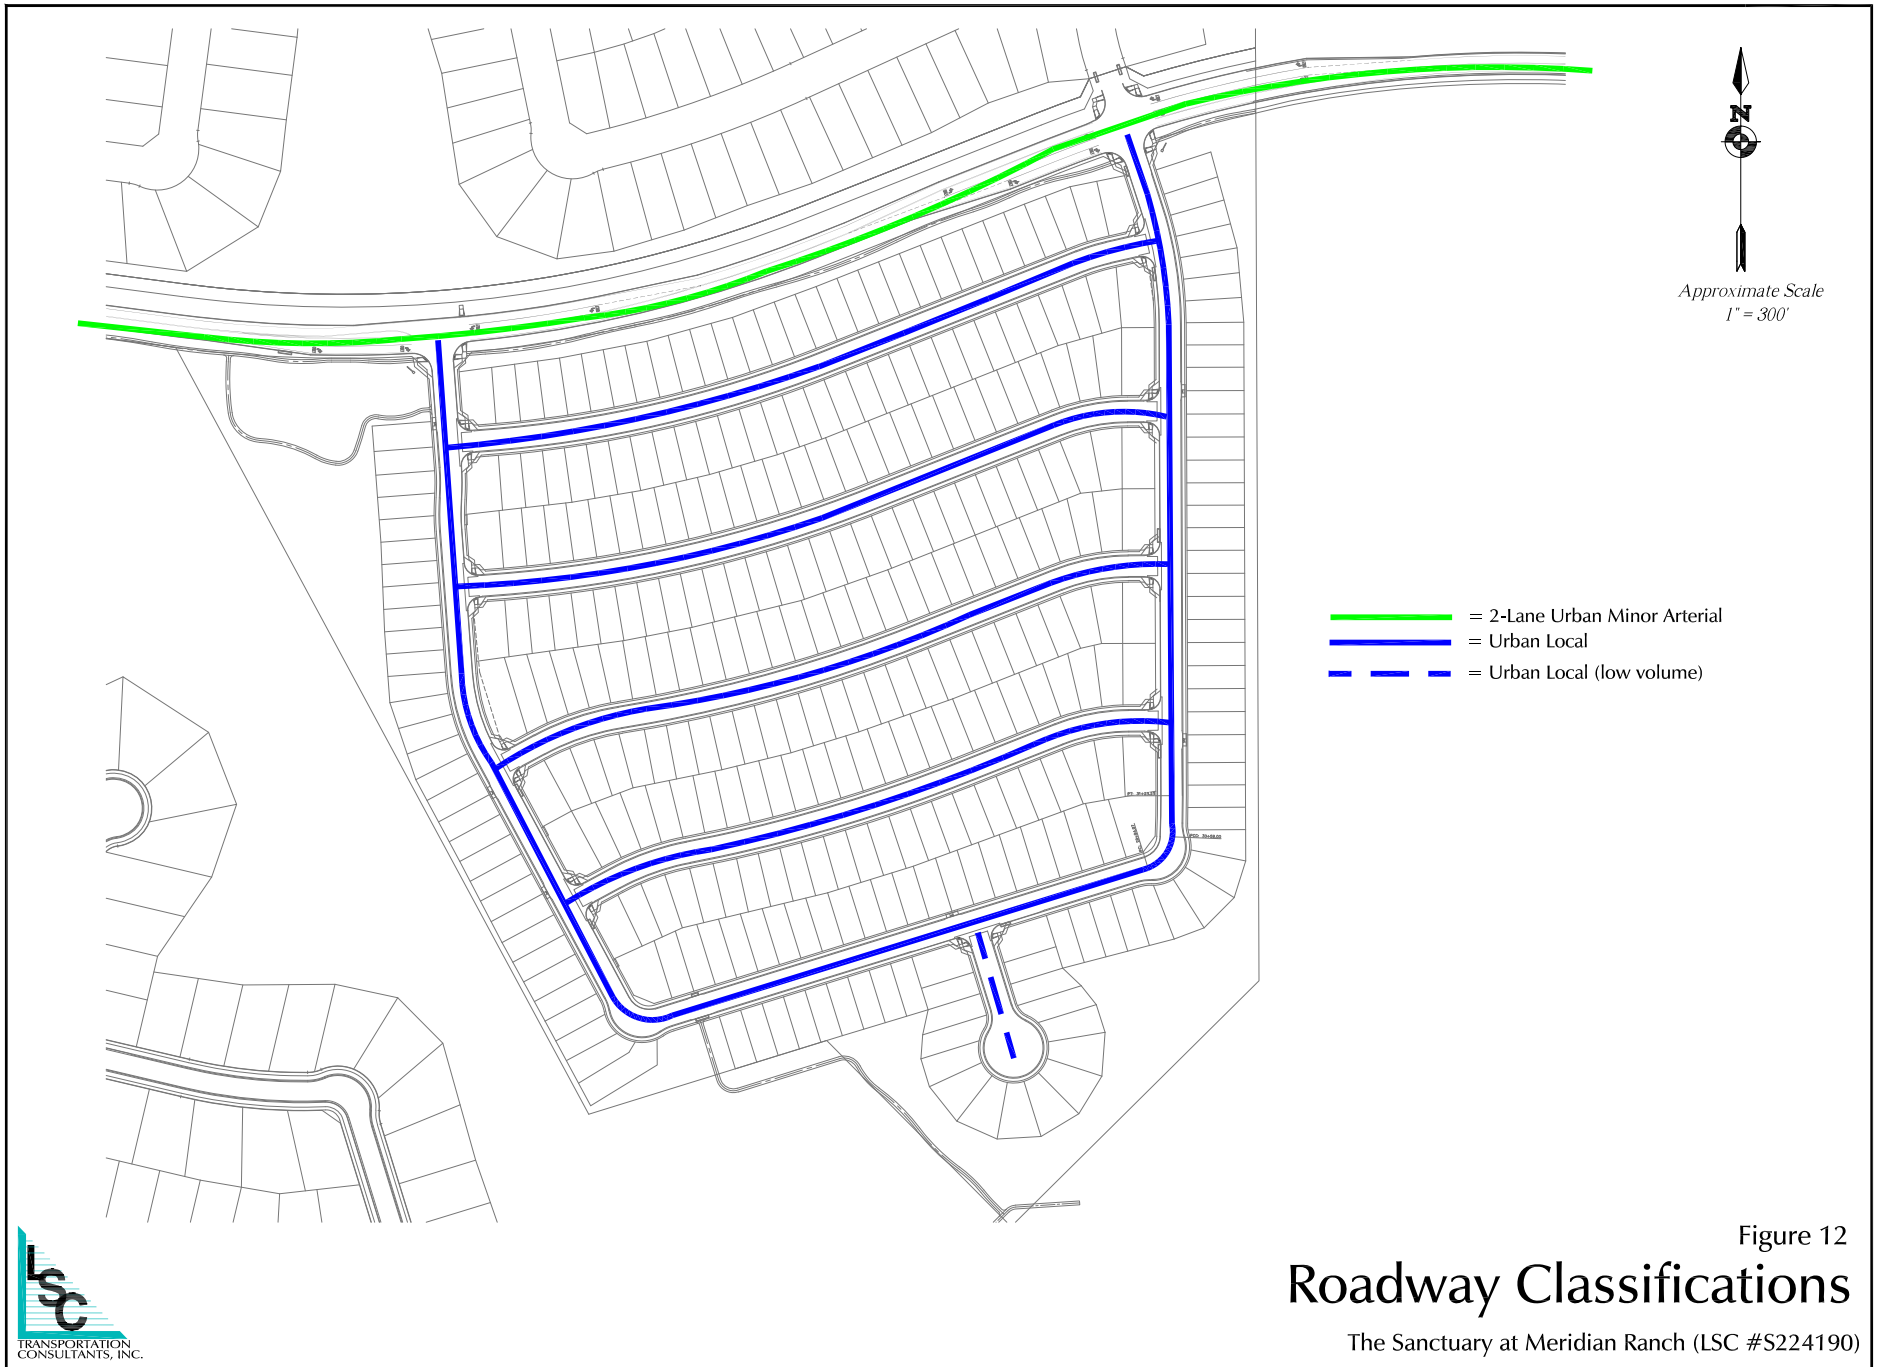 N
Approximate Scale
1" = 300'
= 2-Lane Urban Minor Arterial
= Urban Local
= Urban Local (low volume)
Figure 12
Roadway Classifications
The Sanctuary at Meridian Ranch (LSC #S224190)
LSC
TRANSPORTATION
CONSULTANTS, INC.